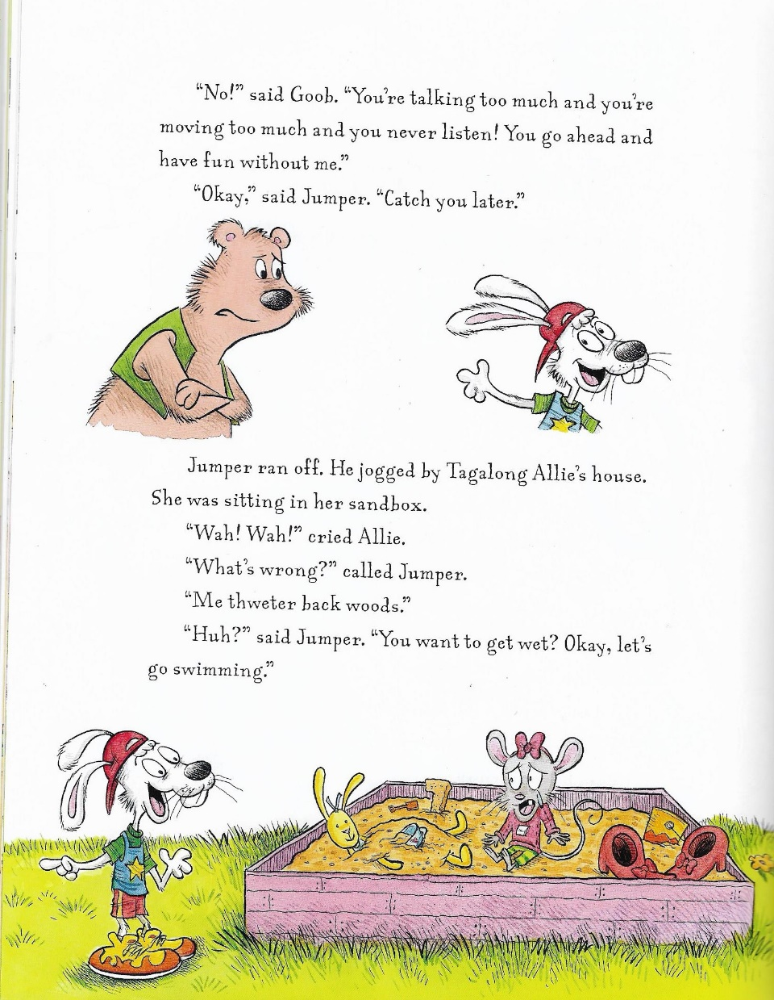 “No!” said Goob. “You’re talking too much and you’re
moving too much and you never listen! You go ahead and
have fun without me.”
“Okay,” said Jumper. “Catch you later.”
Jumper ran off. He jogged by Tagalong Allie’s house.
She was sitting in her sandbox.
“Wah! Wah!” cried Allie.
“What’s wrong?” called Jumper.
“Me thweter back woods.”
“Huh?” said Jumper. “You want to get wet? Okay, let’s
go swimming.”